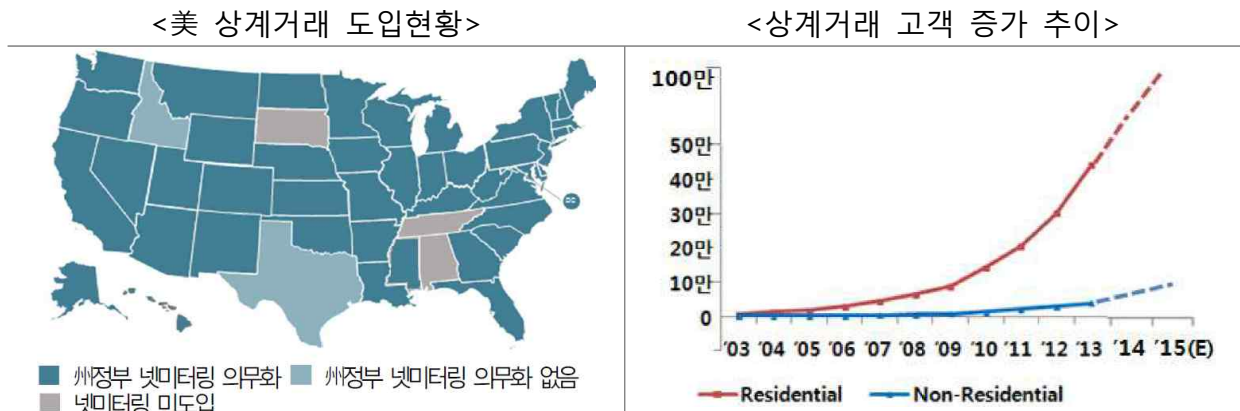 <美 상계거래 도입현황>
<상계거래 고객 증가 추이>
DC
州정부 넷미터링 의무화
州정부 넷미터링 의무화 없음
넷미터링 미도입
100만
50만
40만
30만
20만
10만
0
'03 '04 '05 '06 '07 '08 '09 '10 '11 '12 '13 '14 '15(E)
Residential
Non-Residential